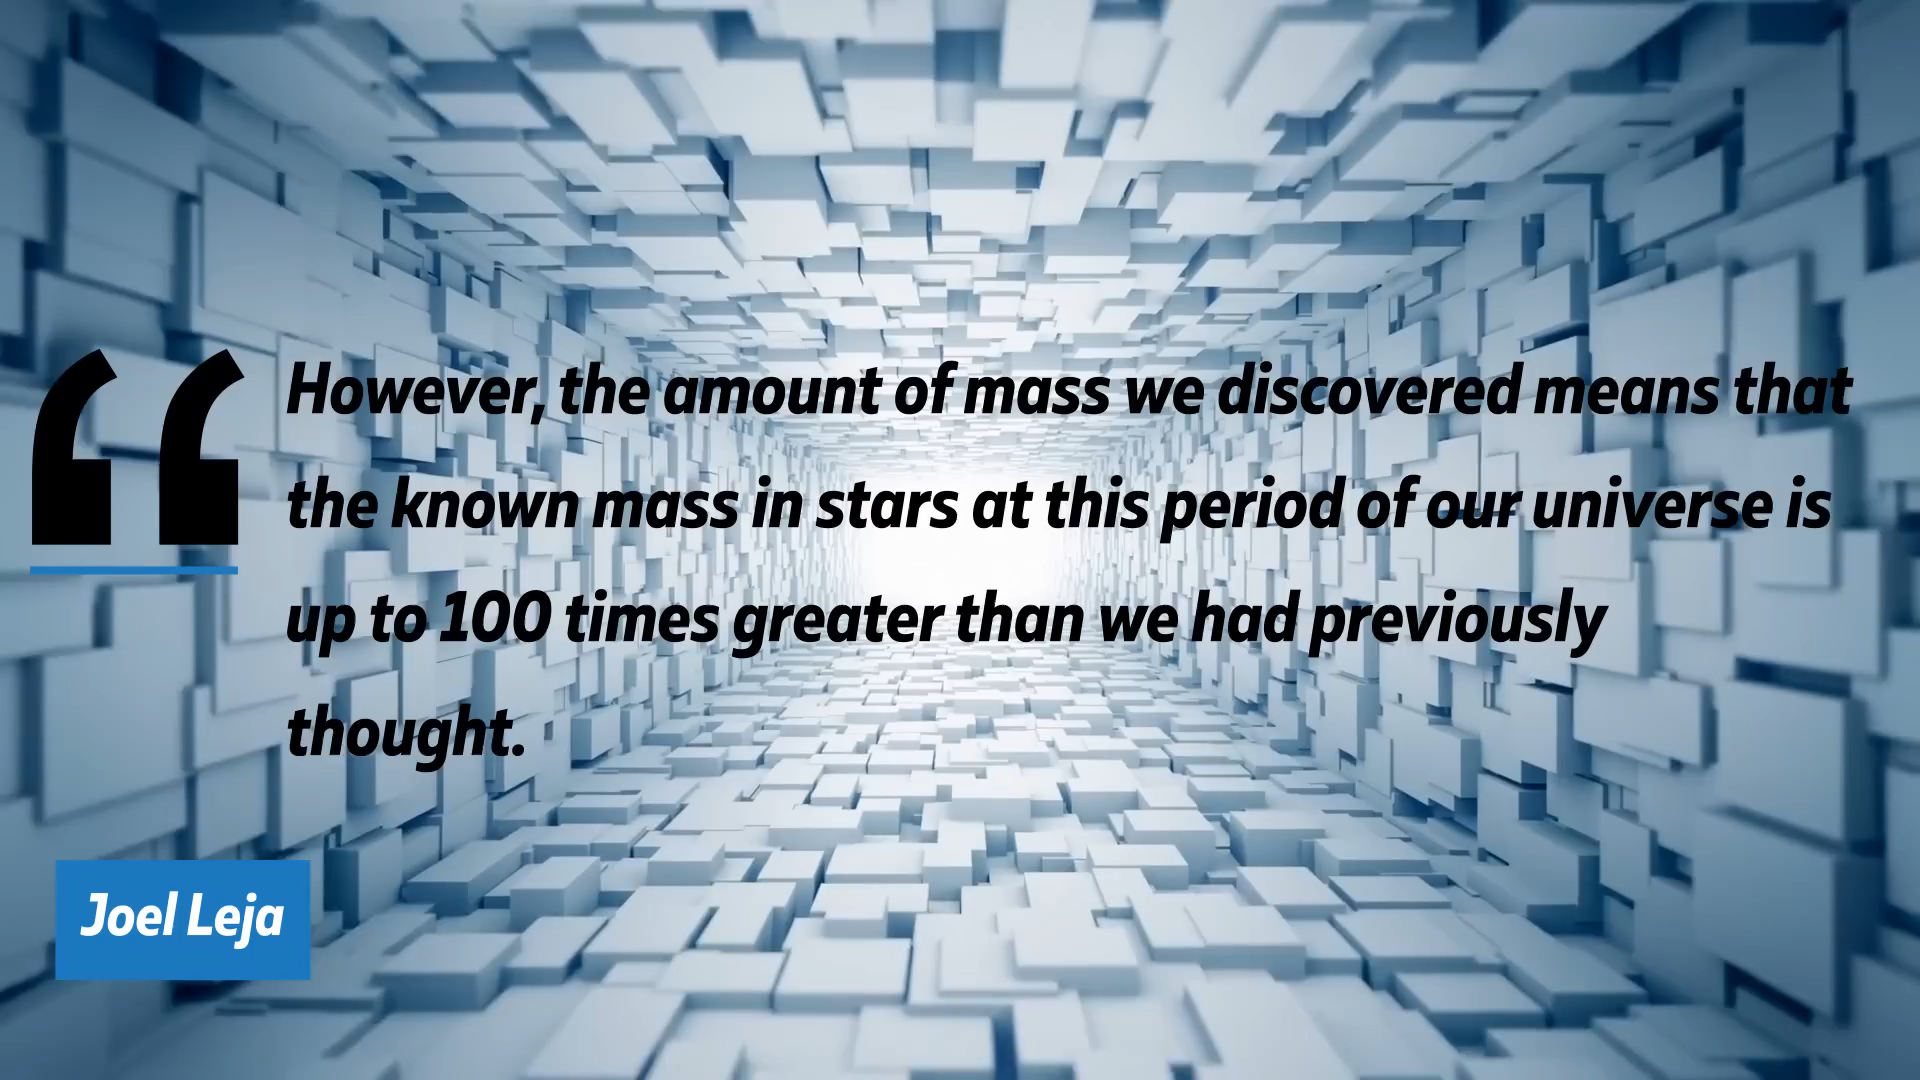 “
However, the amount of mass we discovered means that
the known mass in stars at this period of our universe is
up to 100 times greater than we had previously
thought.
Joel Leja